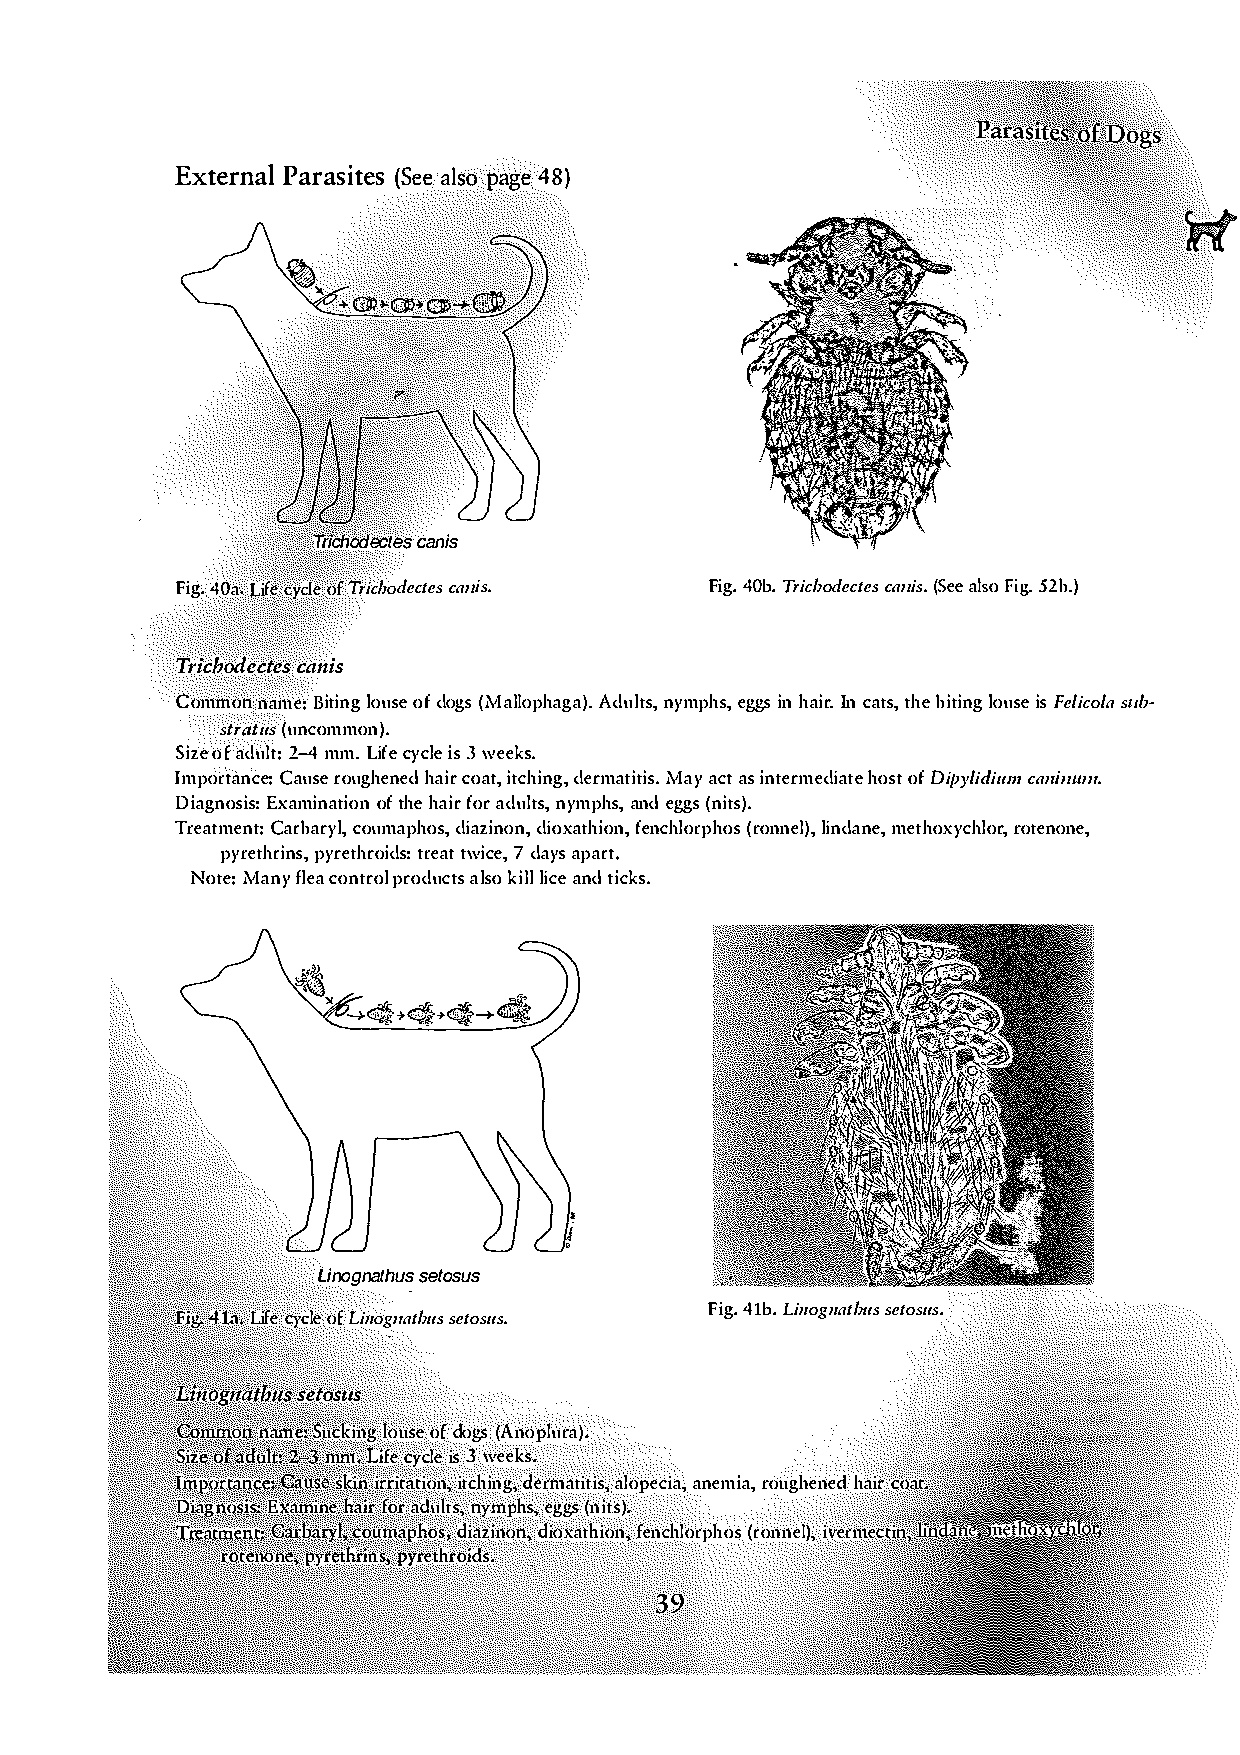 Parasites of Dogs
External Parasites (See also page 48)
Trichodectes canis
Fig. 40a. Life cycle of Trichodectes canis.
Fig. 40b. Trichodectes canis. (See also Fig. 52h.)
Trichodectes canis
Common name: Biting louse of dogs (Mallophaga). Adults, nymphs, eggs in hair. In cats, the biting louse is Felicola sub-
stratus (uncommon).
Size of adult: 2–4 mm. Life cycle is 3 weeks.
Importance: Cause roughened hair coat, itching, dermatitis. May act as intermediate host of Dipylidium caninum.
Diagnosis: Examination of the hair for adults, nymphs, and eggs (nits).
Treatment: Carbaryl, coumaphos, diazinon, dioxathion, fenchlorphos (ronnel), lindane, methoxychlor, rotenone,
pyrethrins, pyrethroids: treat twice, 7 days apart.
Note: Many flea control products also kill lice and ticks.
Linognathus setosus
Fig. 41a. Life cycle of Linognathus setosus.
Fig. 41b. Linognathus setosus.
Linognathus setosus
Common name: Sucking louse of dogs (Anoplura).
Size of adult: 2–3 mm. Life cycle is 3 weeks.
Importance: Cause skin irritation, itching, dermatitis, alopecia, anemia, roughened hair coat.
Diagnosis: Examine hair for adults, nymphs, eggs (nits).
Treatment: Carbaryl, coumaphos, diazinon, dioxathion, fenchlorphos (ronnel), ivermectin, lindane, methoxychlor,
rotenone, pyrethrins, pyrethroids.
39